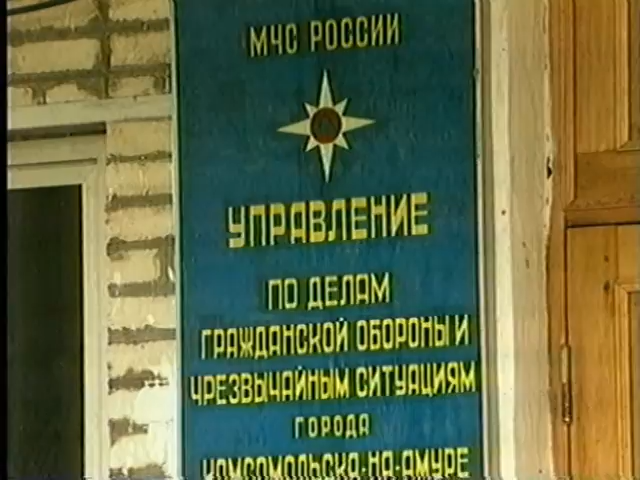 МЧС РОССИИ
УПРАВЛЕНИЕ
ПО ДЕЛАМ
ГРАЖДАНСКОЙ ОБОРОНЫ И
ЧРЕЗВЫЧАЙНЫМ СИТУАЦИЯМ
ГОРОДА
КОМСОМОЛЬСКА-НА-АМУРЕ